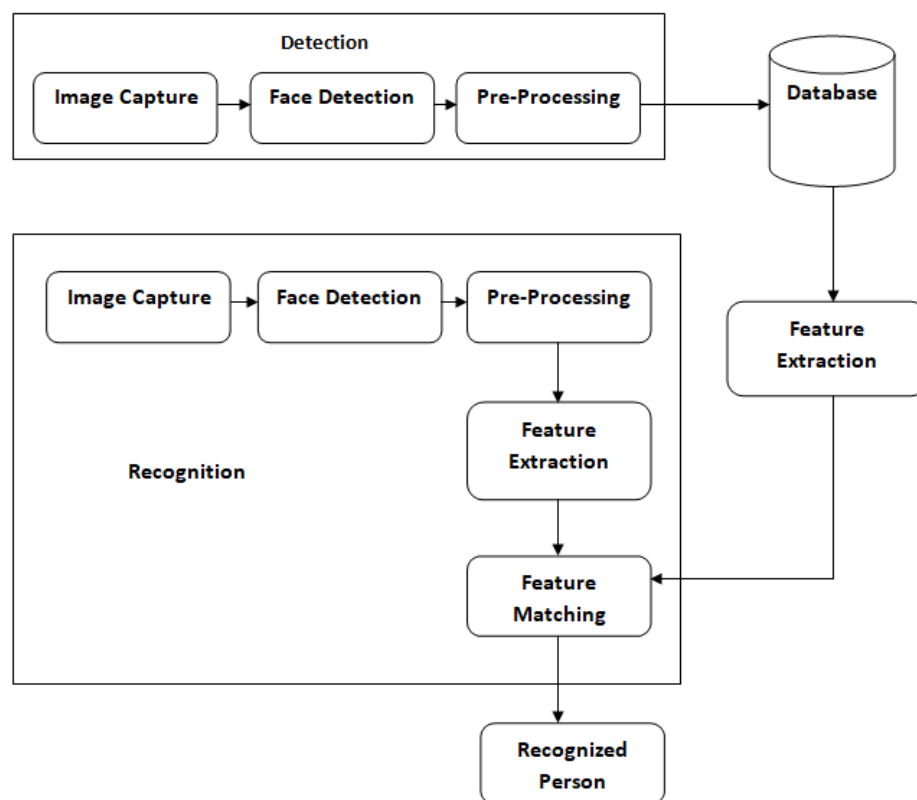 Detection
Image Capture
Face Detection
Pre-Processing
Database
Image Capture
Face Detection
Pre-Processing
Feature
Extraction
Feature
Extraction
Recognition
Feature
Matching
Recognized
Person